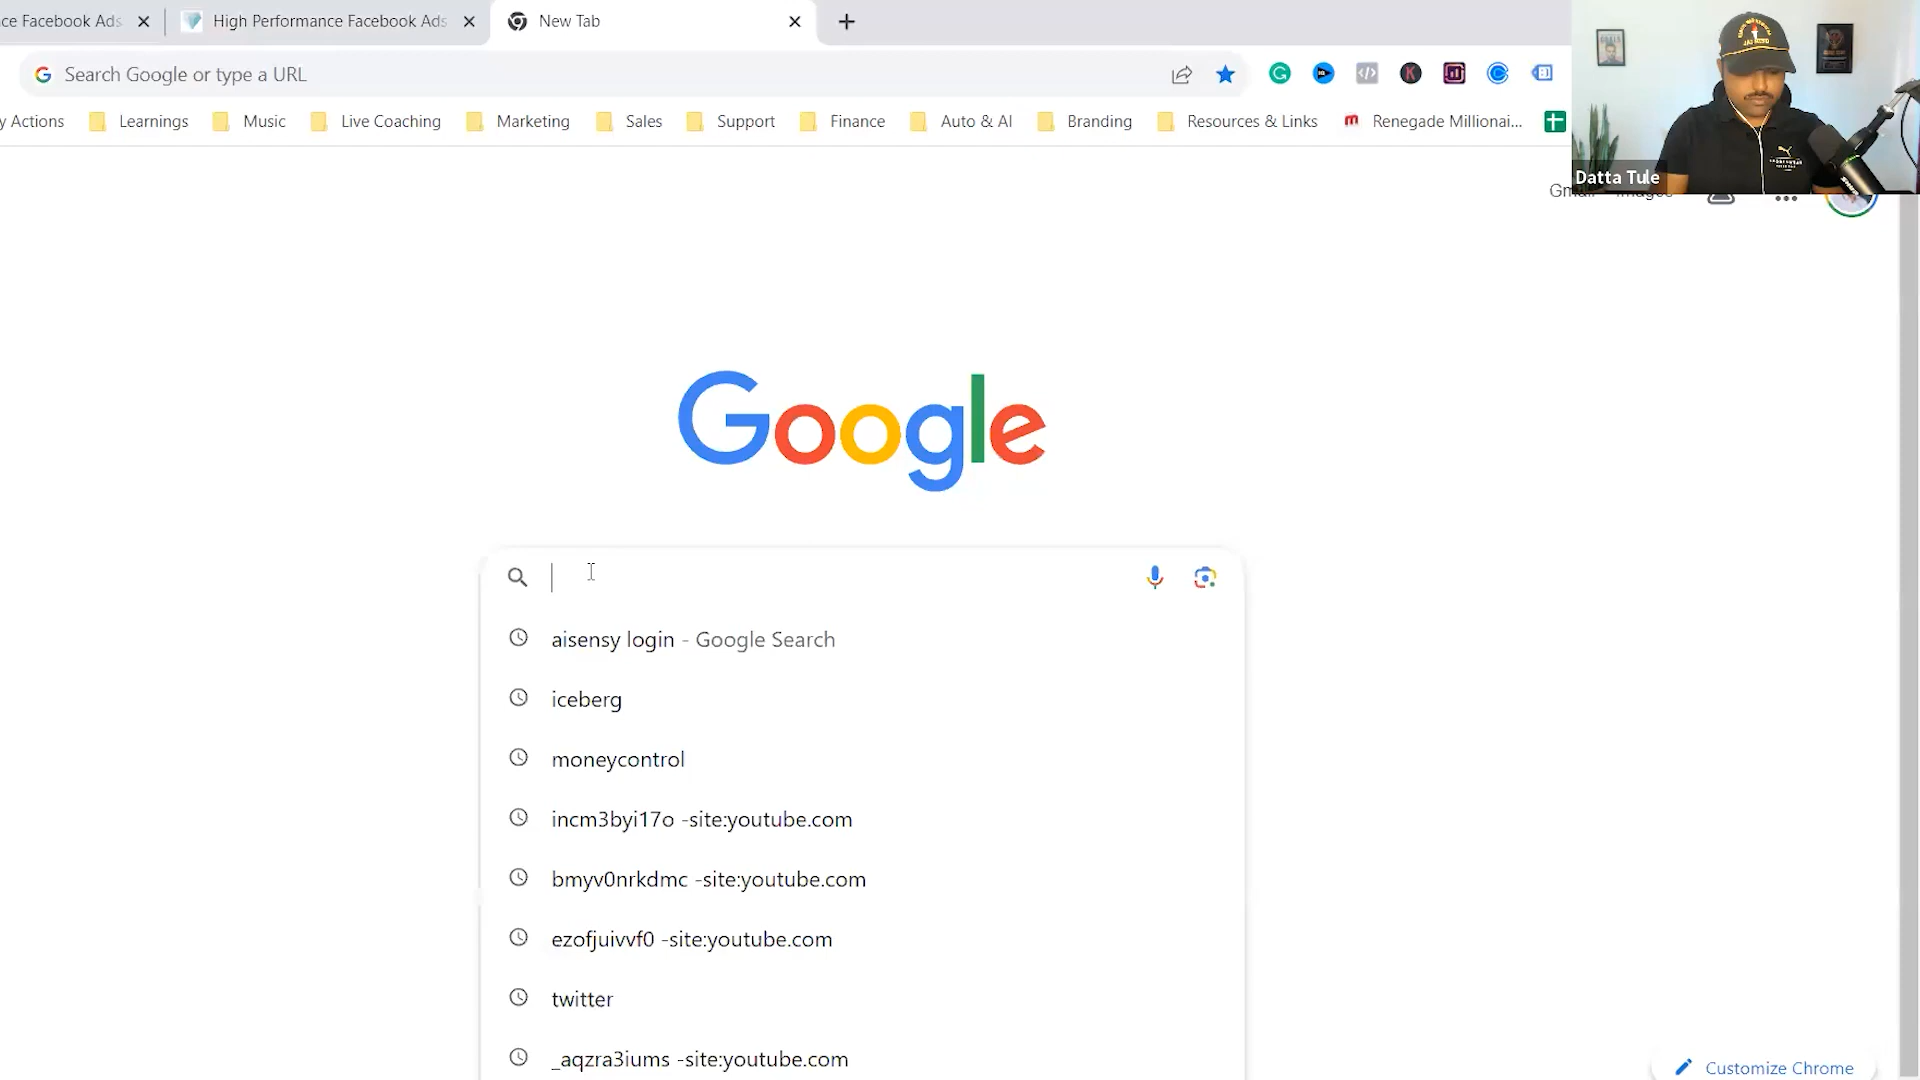 ce Facebook Ads
High Performance Facebook Ads
New Tab
Search Google or type a URL
y Actions
Learnings
Music
Live Coaching
Marketing
Sales
Support
Finance
Auto & AI
Branding
Resources & Links
Renegade Millionai...
Datta Tule
Google
aisensy login - Google Search
iceberg
moneycontrol
incm3byi17o -site:youtube.com
bmyv0nrkdmc -site:youtube.com
ezofjuivvf0 -site:youtube.com
twitter
_aqzra3iums -site:youtube.com
Customize Chrome